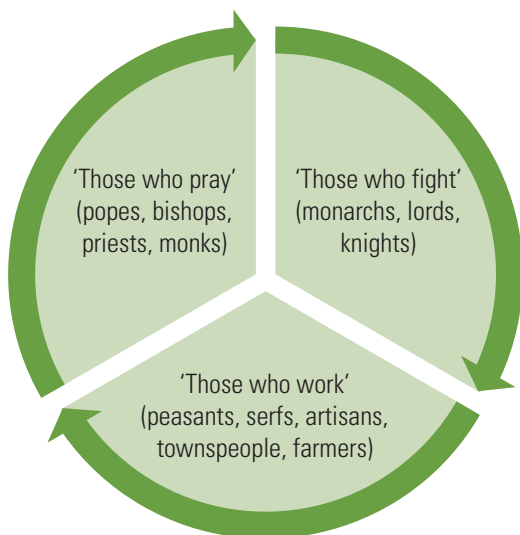 ‘Those who pray’
(popes, bishops,
priests, monks)
‘Those who fight’
(monarchs, lords,
knights)
‘Those who work’
(peasants, serfs, artisans,
townspeople, farmers)